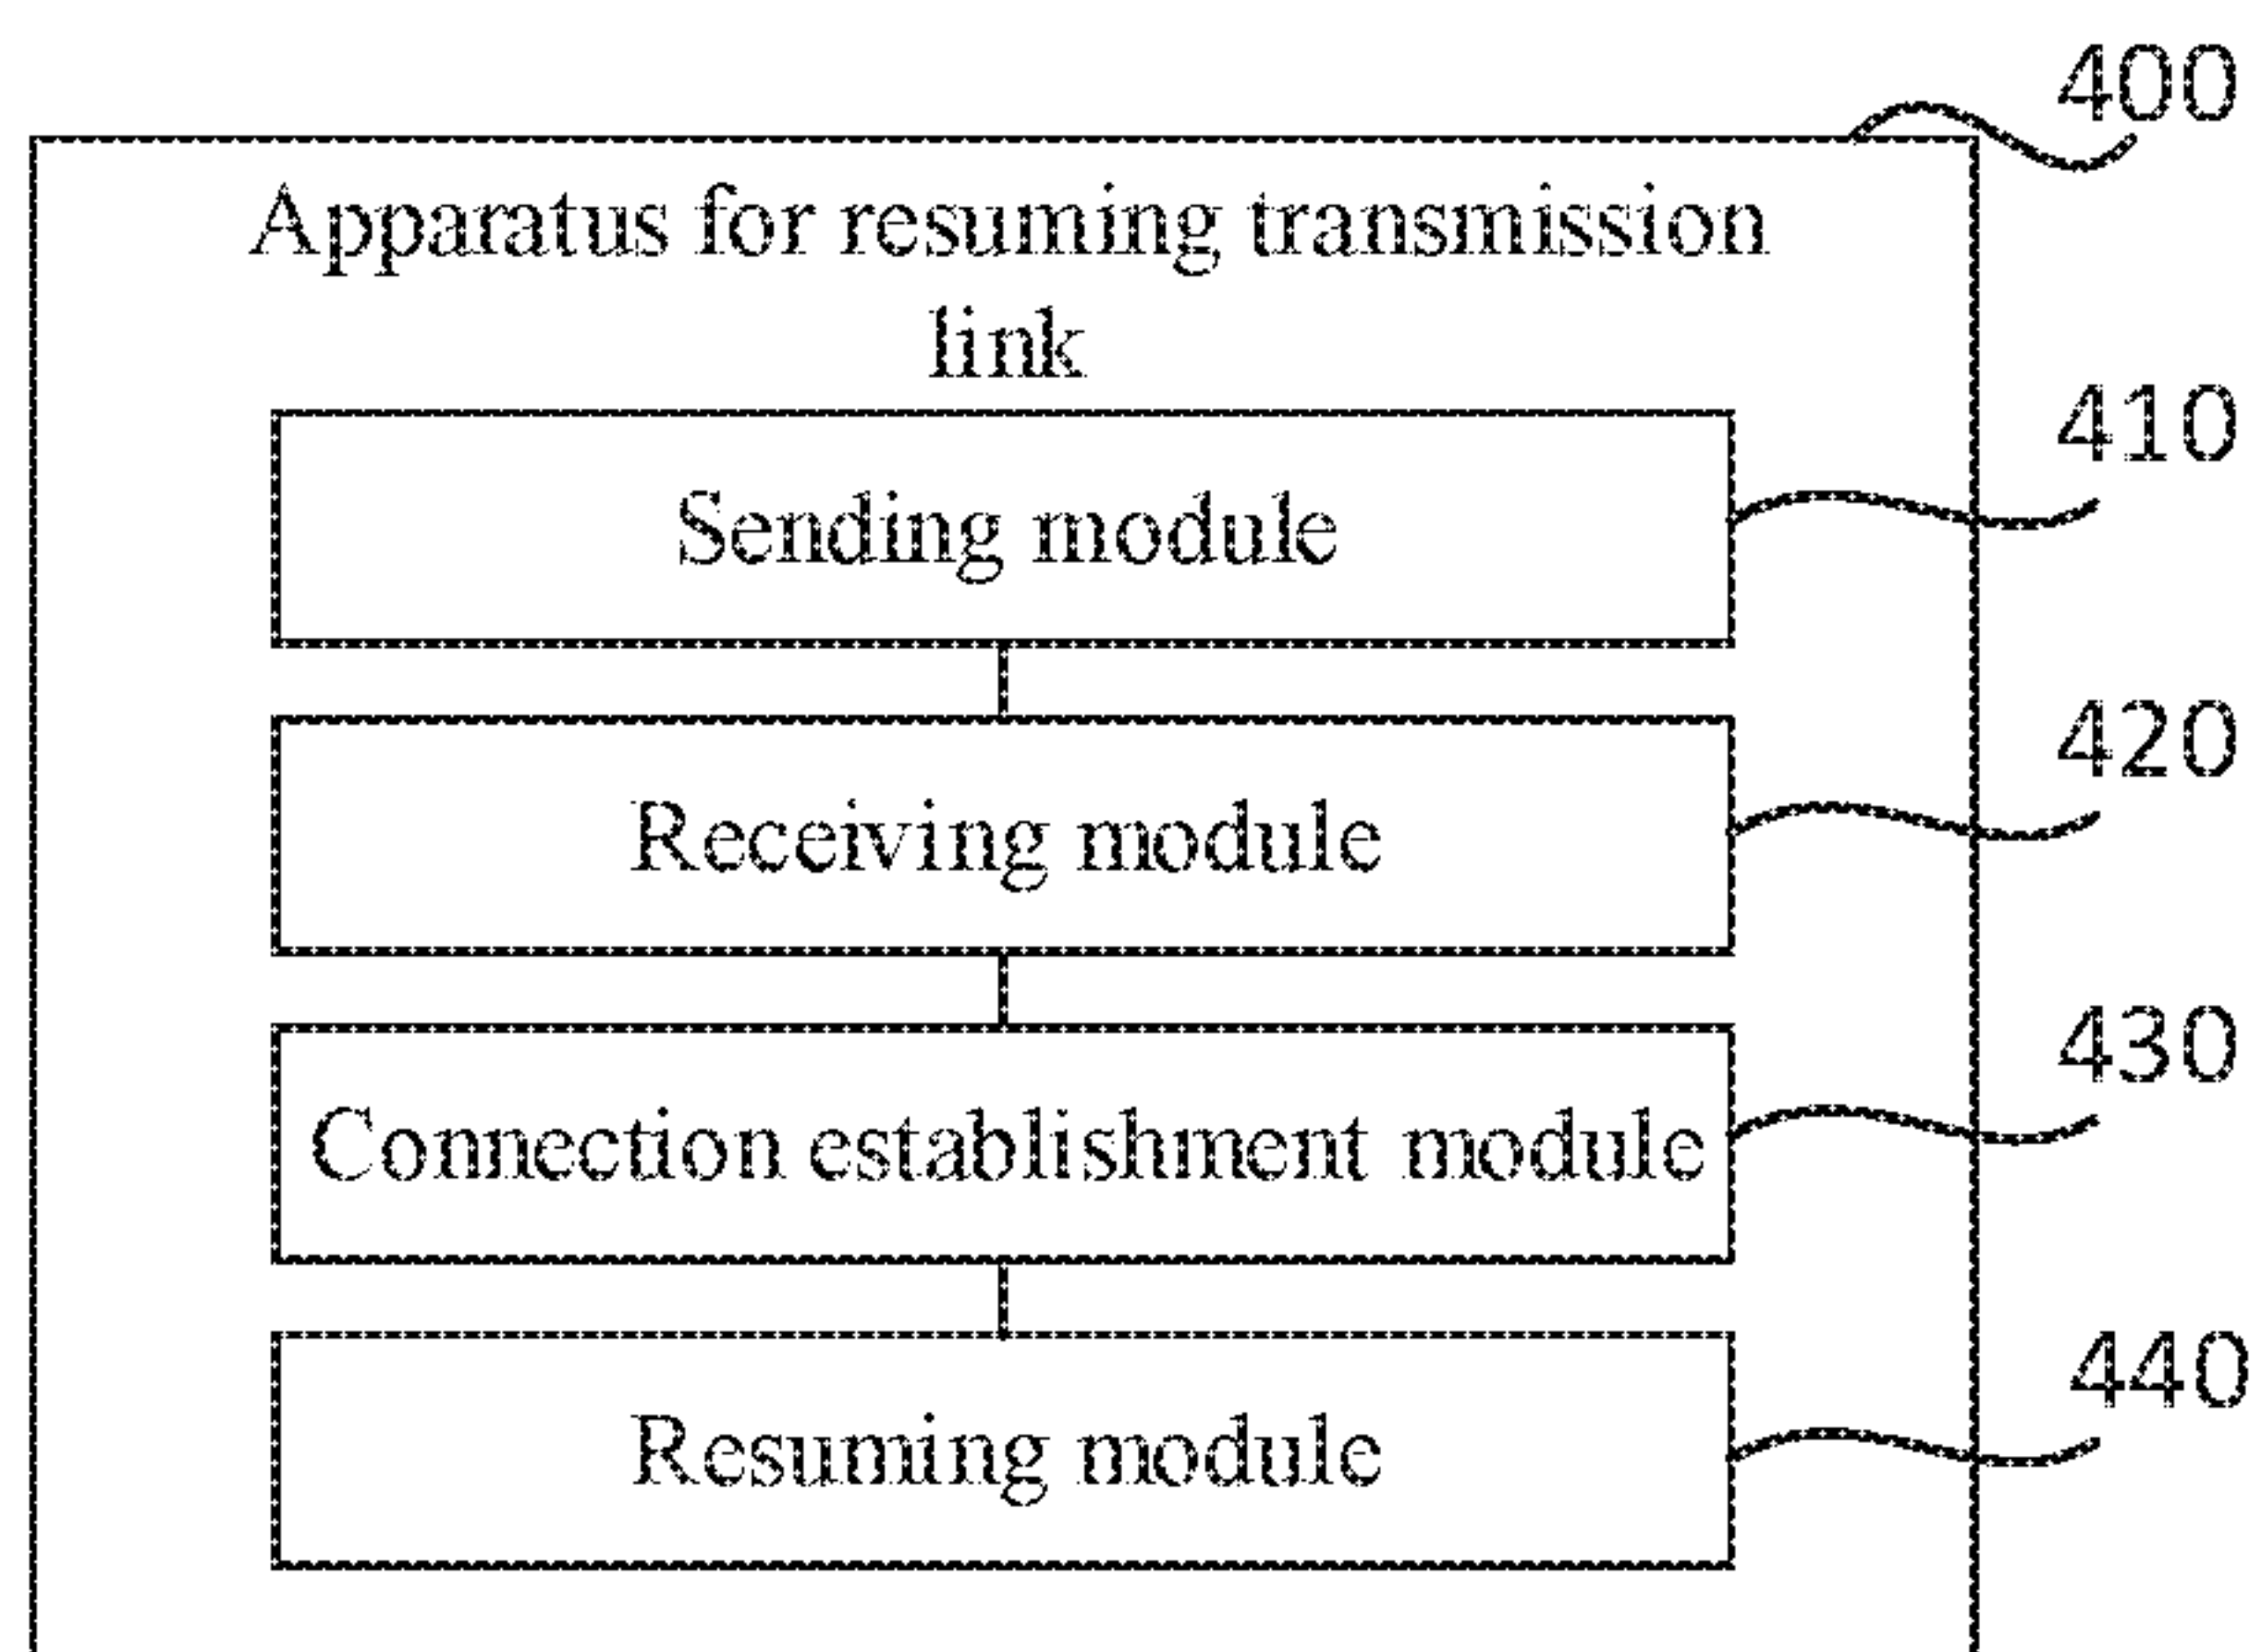 400
Apparatus for resuming transmission
link
410
Sending module
420
Receiving module
430
Connection establishment module
440
Resuming module